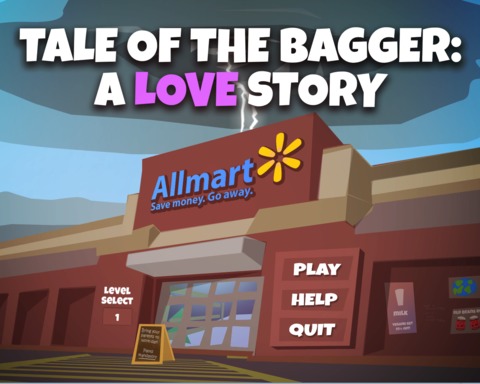 TALE OF THE BAGGER:
A LOVE STORY
Allmart
Save money. Go away.
PLAY
HELP
QUIT
LEVEL
SELECT
1
MILK